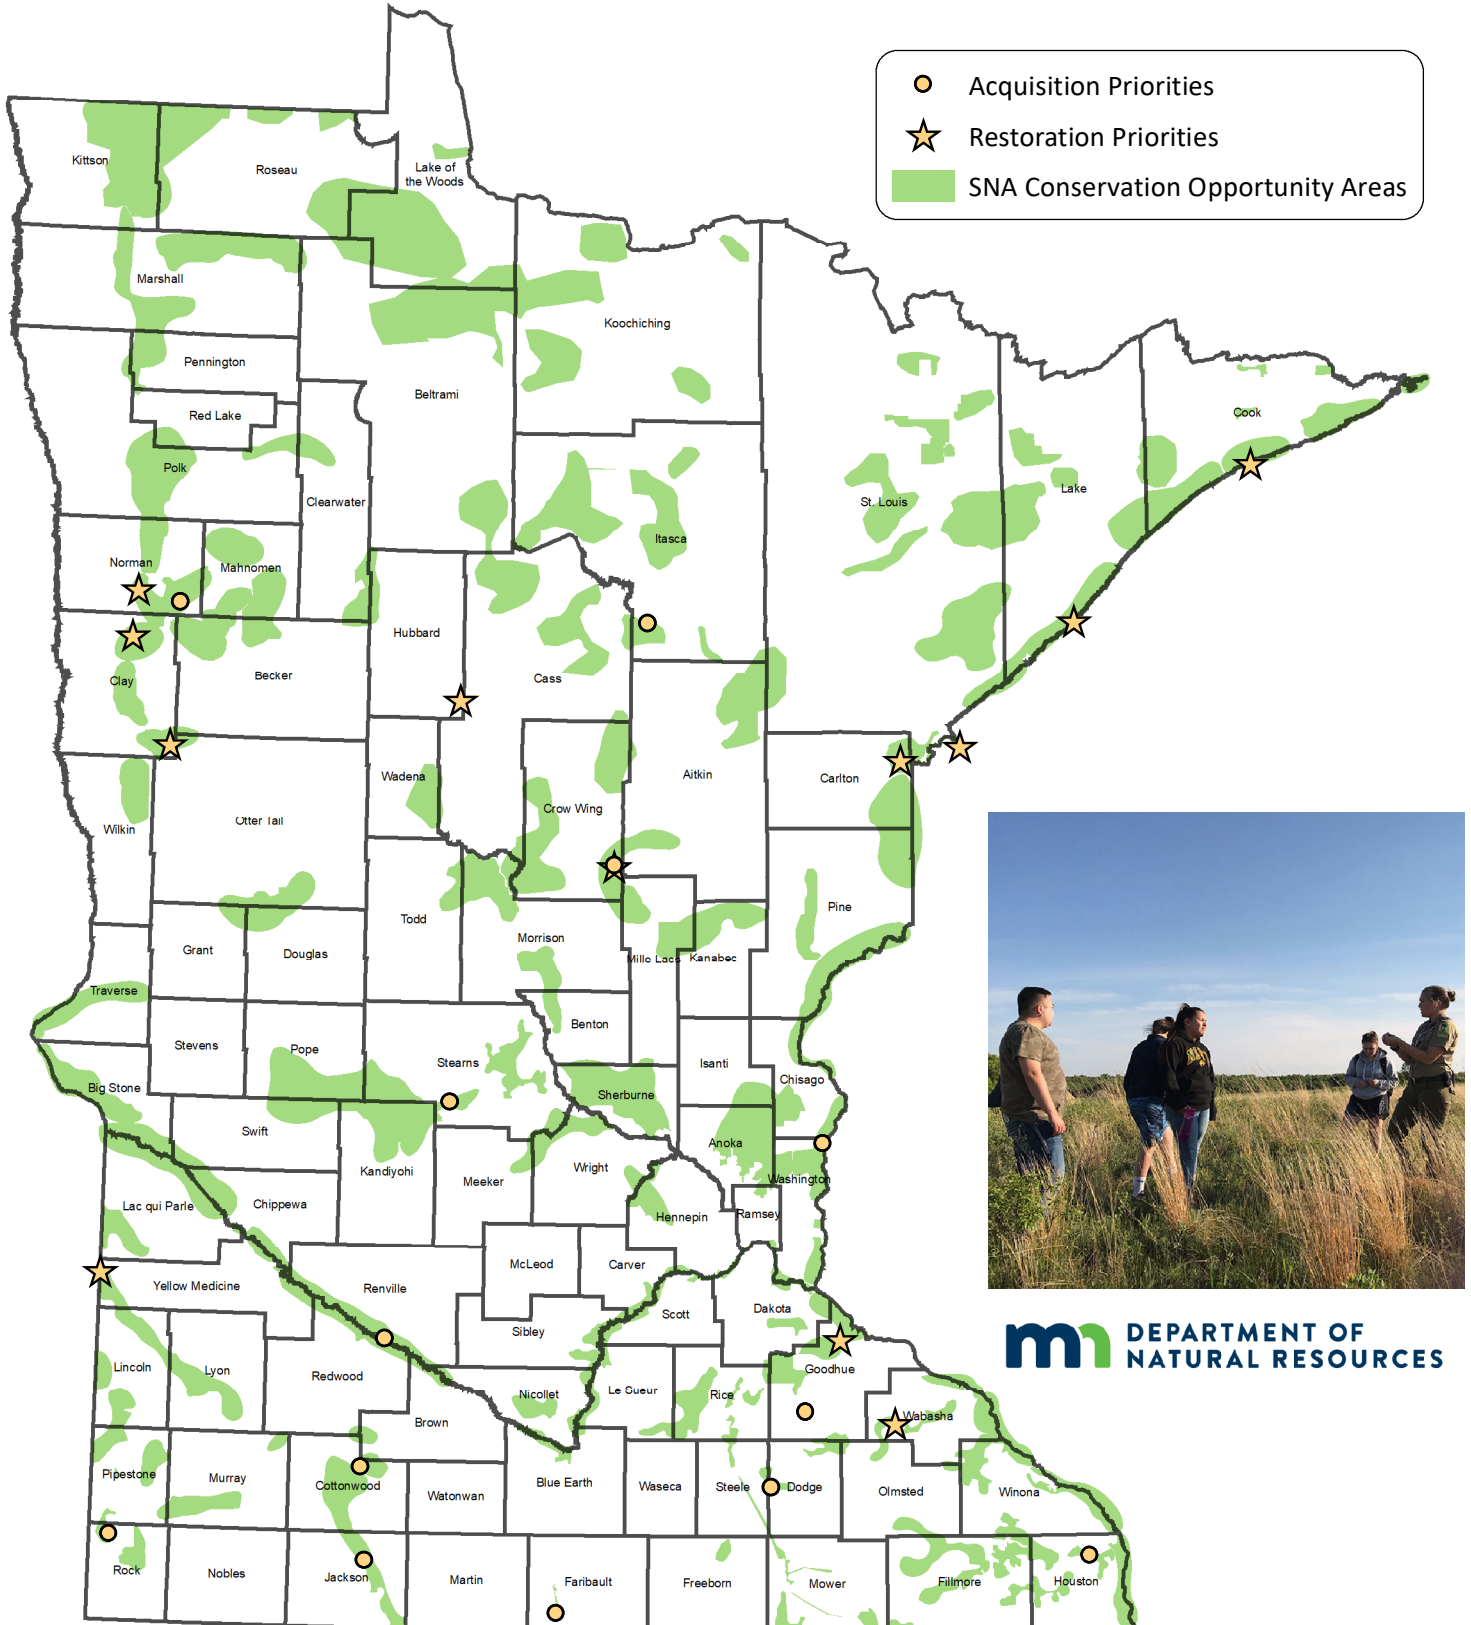 Acquisition Priorities
Restoration Priorities
SNA Conservation Opportunity Areas
Kittson
Roseau
Lake of
the Woods
Marshall
Koochiching
Pennington
Beltrami
Red Lake
Cook
Polk
Clearwater
St. Louis
Lake
Itasca
Norman
Mahnomen
Hubbard
Becker
Cass
Clay
Wadena
Aitkin
Carlton
Crow Wing
Otter Tail
Wilkin
Pine
Todd
Morrison
Grant
Douglas
Mille Lacs
Kanabec
Traverse
Benton
Stevens
Pope
Stearns
Isanti
Chisago
Big Stone
Sherburne
Swift
Anoka
Kandiyohi
Wright
Meeker
Washington
Lac qui Parle
Chippewa
Hennepin
Ramsey
McLeod
Carver
Yellow Medicine
Renville
Dakota
Scott
Sibley
Lincoln
Lyon
Redwood
Goodhue
Nicollet
Le Sueur
Rice
Brown
Wabasha
Pipestone
Murray
Cottonwood
Blue Earth
Waseca
Steele
Dodge
Watonwan
Olmsted
Winona
Rock
Nobles
Jackson
Martin
Faribault
Freeborn
Mower
Fillmore
Houston
mn DEPARTMENT OF
NATURAL RESOURCES